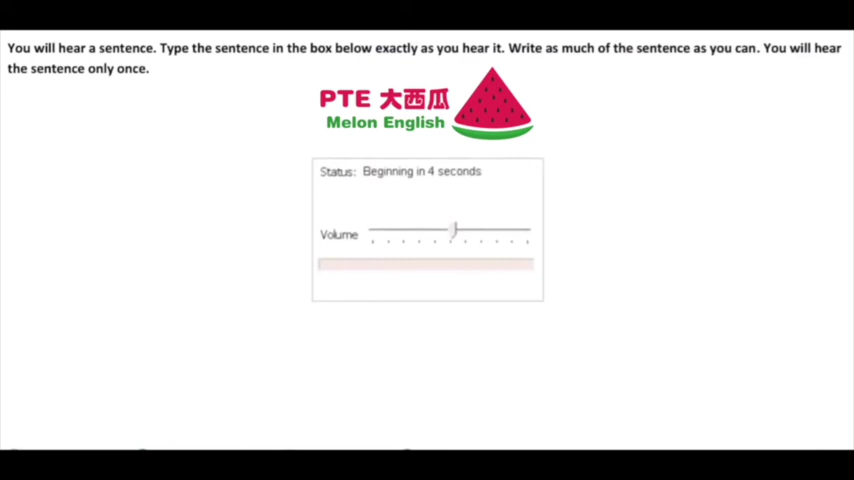 You will hear a sentence. Type the sentence in the box below exactly as you hear it. Write as much of the sentence as you can. You will hear
the sentence only once.
PTE 大西瓜
Melon English
Status: Beginning in 4 seconds
Volume